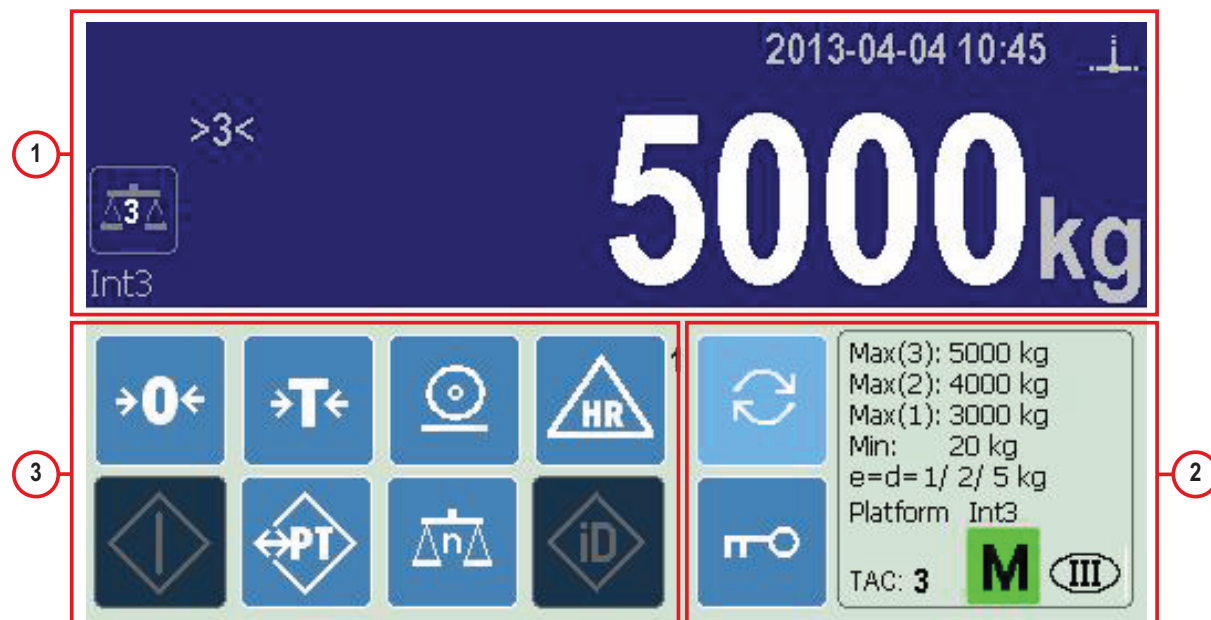 2013-04-04 10:45
1
>3<
5000 kg
3
Int3
>0<
>T<
HR
PT
n
iD
3
Max(3): 5000 kg
Max(2): 4000 kg
Max(1): 3000 kg
Min: 20 kg
e=d= 1/ 2/ 5 kg
Platform Int3
TAC: 3 M III
2